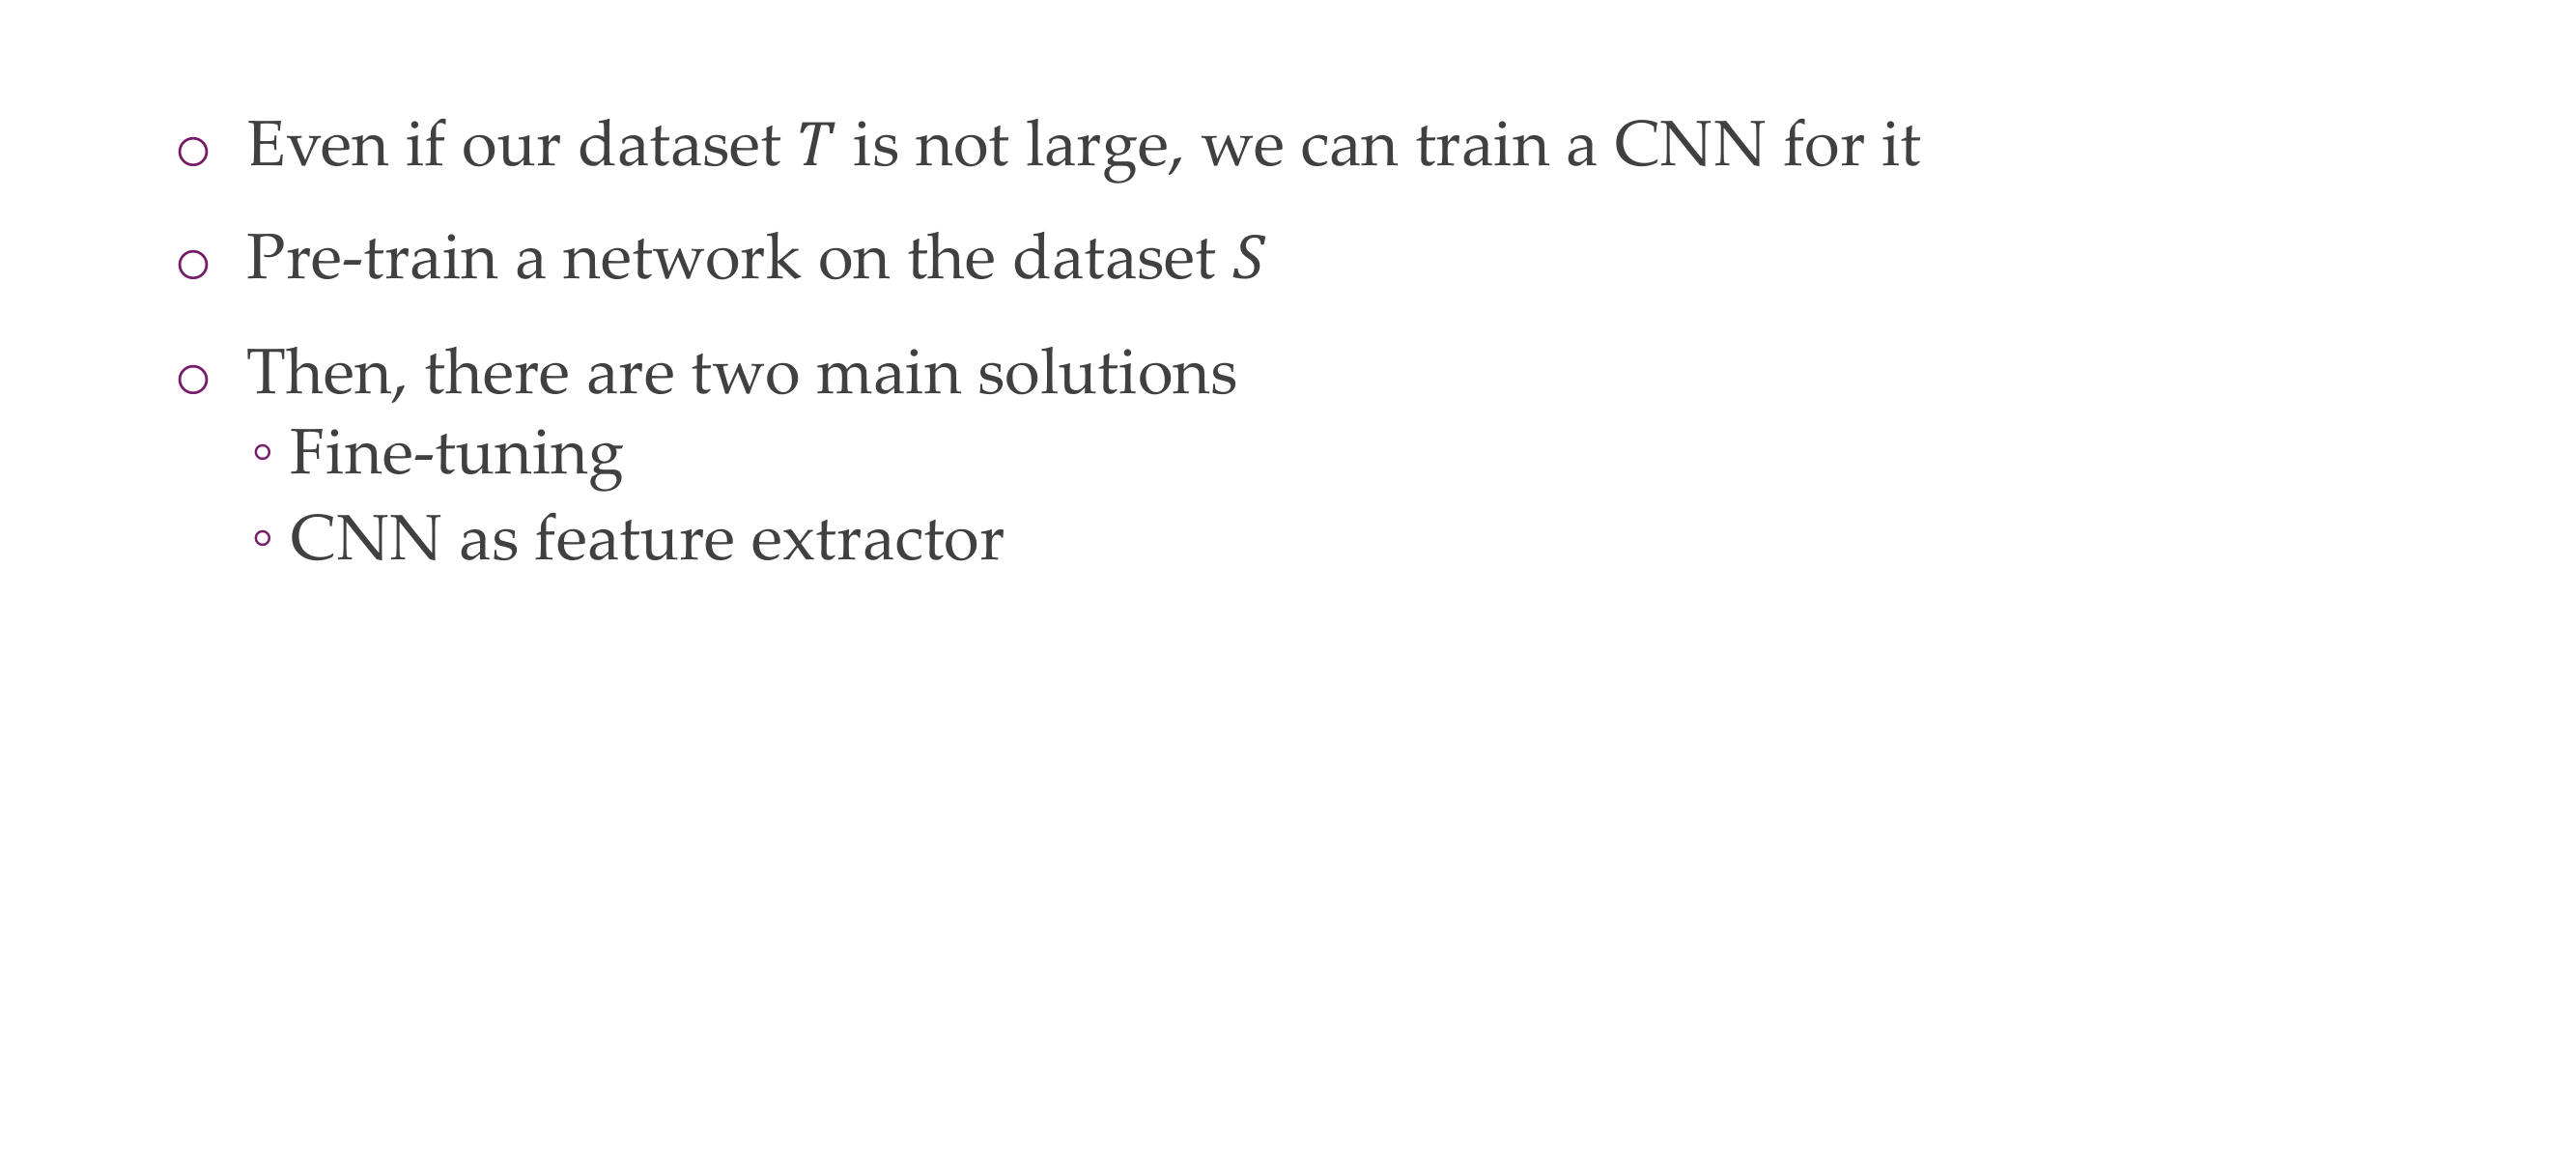 Even if our dataset T is not large, we can train a CNN for it
Pre-train a network on the dataset S
Then, there are two main solutions
Fine-tuning
CNN as feature extractor